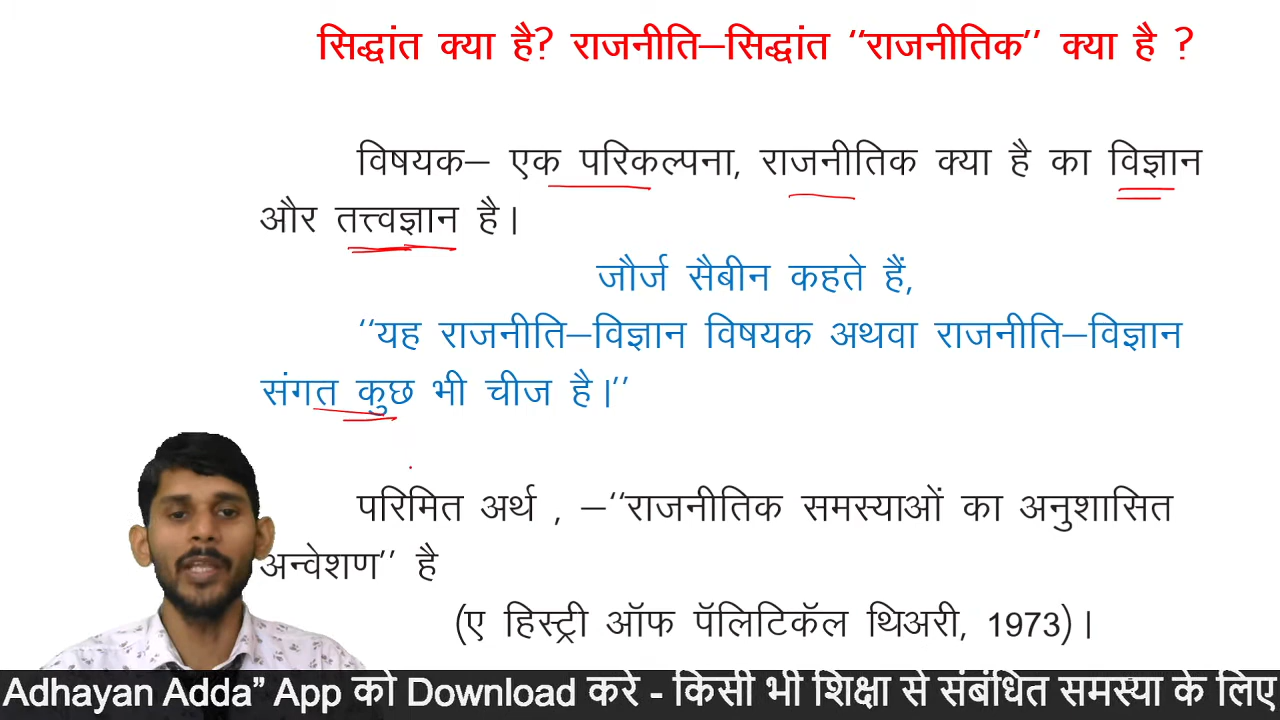 सिद्धांत क्या है? राजनीति–सिद्धांत ‘‘राजनीतिक’’ क्या है ?
विषयक– एक परिकल्पना, राजनीतिक क्या है का विज्ञान
और तत्त्वज्ञान है।
जौर्ज सैबीन कहते हैं,
‘‘यह राजनीति–विज्ञान विषयक अथवा राजनीति–विज्ञान
संगत कुछ भी चीज है।’’
परिमित अर्थ , –‘‘राजनीतिक समस्याओं का अनुशासित
अन्वेशण’’ है
(ए हिस्ट्री ऑफ पॅलिटिकॅल थिअरी, 1973)।
Adhayan Adda” App को Download करे - किसी भी शिक्षा से संबंधित समस्या के लिए